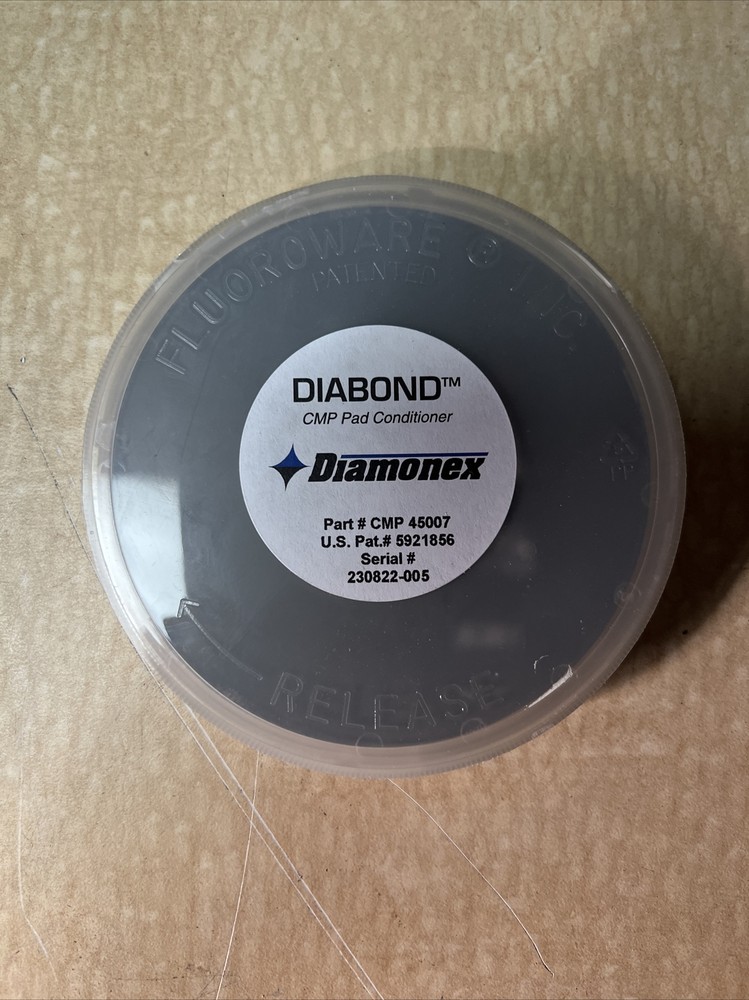 FLUOROWARE ® INC.
PATENTED
DIABOND™
CMP Pad Conditioner
Diamonex
Part # CMP 45007
U.S. Pat.# 5921856
Serial #
230822-005
RELEASE